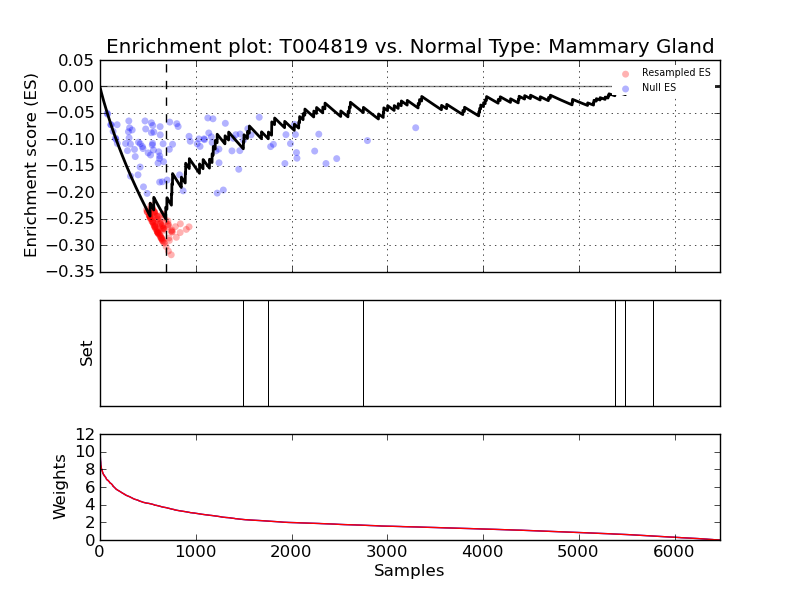 Enrichment plot: T004819 vs. Normal Type: Mammary Gland
Enrichment score (ES)
0.05
0.00
−0.05
−0.10
−0.15
−0.20
−0.25
−0.30
−0.35
Resampled ES
Null ES
Set
Weights
12
10
8
6
4
2
0
0 1000 2000 3000 4000 5000 6000
Samples